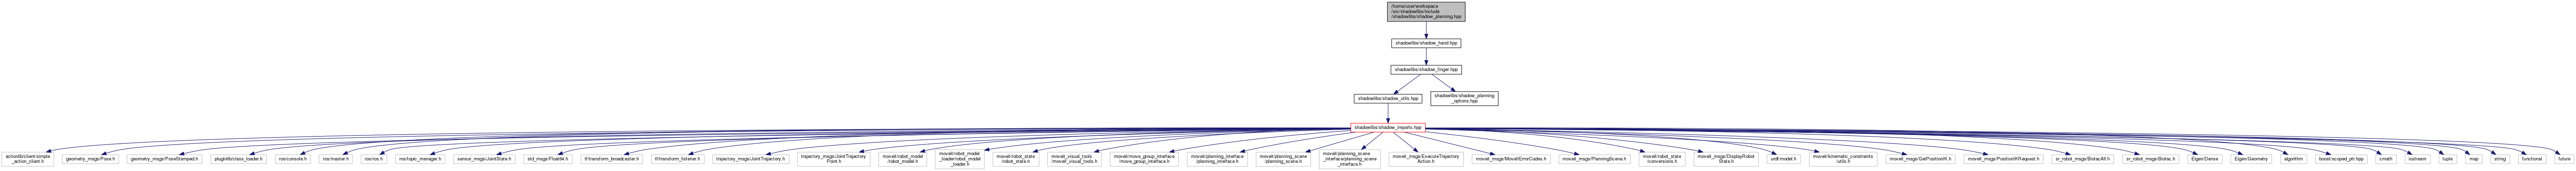 /home/user/workspace
/src/shadowlibs/include
/shadowlibs/shadow_planning.hpp
shadowlibs/shadow_hand.hpp
shadowlibs/shadow_finger.hpp
shadowlibs/shadow_utils.hpp
shadowlibs/shadow_planning
_options.hpp
shadowlibs/shadow_imports.hpp
actionlib/client/simple
_action_client.h
geometry_msgs/Pose.h
geometry_msgs/PoseStamped.h
pluginlib/class_loader.h
ros/console.h
ros/master.h
ros/ros.h
ros/topic_manager.h
sensor_msgs/JointState.h
std_msgs/Float64.h
tf/transform_broadcaster.h
tf/transform_listener.h
trajectory_msgs/JointTrajectory.h
trajectory_msgs/JointTrajectory
Point.h
moveit/robot_model
/robot_model.h
moveit/robot_model
_loader/robot_model
_loader.h
moveit/robot_state
/robot_state.h
moveit_visual_tools
/moveit_visual_tools.h
moveit/move_group_interface
/move_group_interface.h
moveit/planning_interface
/planning_interface.h
moveit/planning_scene
/planning_scene.h
moveit/planning_scene
_interface/planning_scene
_interface.h
moveit_msgs/ExecuteTrajectory
Action.h
moveit_msgs/MoveItErrorCodes.h
moveit_msgs/PlanningScene.h
moveit/robot_state
/conversions.h
moveit_msgs/DisplayRobot
State.h
urdf/model.h
moveit/kinematic_constraints
/utils.h
moveit_msgs/GetPositionIK.h
moveit_msgs/PositionIKRequest.h
sr_robot_msgs/BiotacAll.h
sr_robot_msgs/Biotac.h
Eigen/Dense
Eigen/Geometry
algorithm
boost/scoped_ptr.hpp
cmath
iostream
tuple
map
string
functional
future